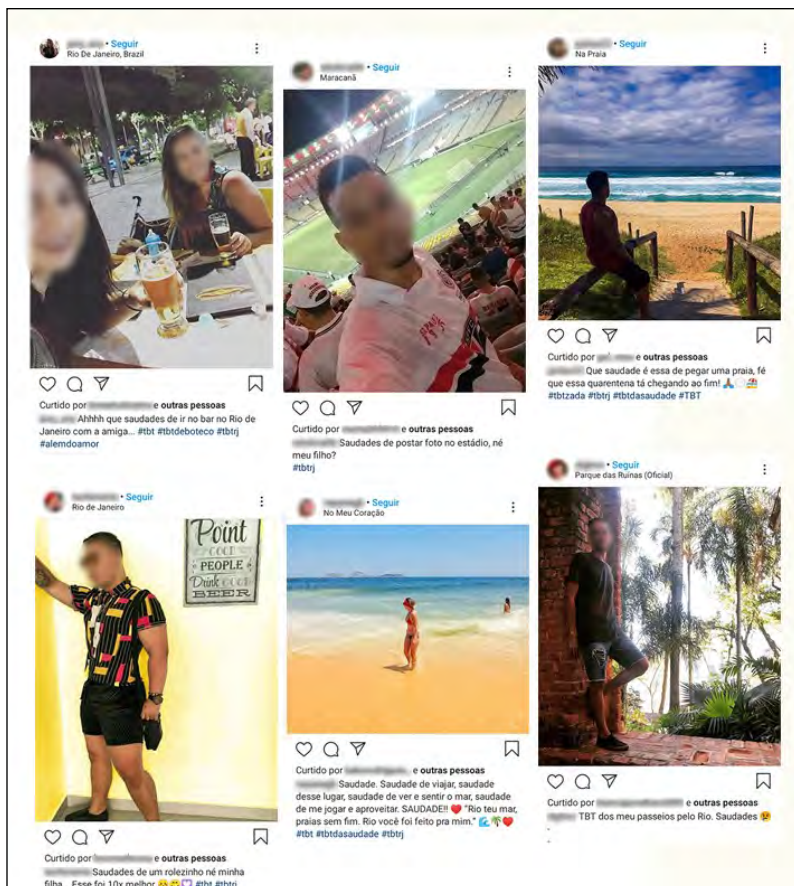 • Seguir
Rio De Janeiro, Brazil
Curtido por e outras pessoas
Ahhhh que saudades de ir no bar no Rio de
Janeiro com a amiga... #tbt #tbtdeboteco #tbtrj
#alemdoamor
• Seguir
Maracanã
Curtido por e outras pessoas
Saudades de postar foto no estádio, né
meu filho?
#tbtrj
• Seguir
Na Praia
Curtido por e outras pessoas
Que saudade é essa de pegar uma praia, fé
que essa quarentena tá chegando ao fim! 🙏🏽 🏖
#tbtzada #tbtrj #tbtdasaudade #TBT
• Seguir
Rio de Janeiro
Point
COLD
PEOPLE
Drink GOOD
BEER
Curtido por e outras pessoas
Saudades de um rolezinho né minha
filha... Esse foi 10x melhor #tbt #tbtrj
• Seguir
No Meu Coração
Curtido por e outras pessoas
Saudade. Saudade de viajar, saudade
desse lugar, saudade de ver e sentir o mar, saudade
de me jogar e aproveitar. SAUDADE!! ❤️ "Rio teu mar,
praias sem fim. Rio você foi feito pra mim." 🌊🌴❤️
#tbt #tbtdasaudade #tbtrj
• Seguir
Parque das Ruínas (Oficial)
Curtido por e outras pessoas
TBT dos meu passeios pelo Rio. Saudades 😢
.
.